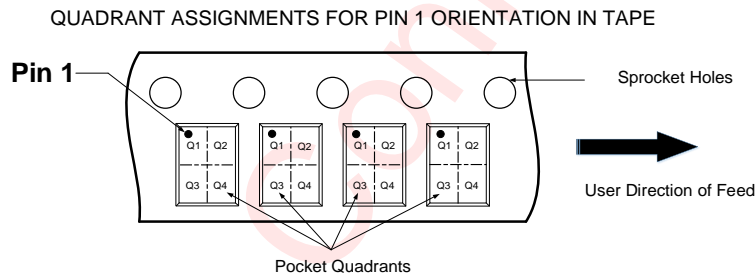 QUADRANT ASSIGNMENTS FOR PIN 1 ORIENTATION IN TAPE
Pin 1
Sprocket Holes
Q1 Q2 Q1 Q2 Q1 Q2 Q1 Q2
Q3 Q4 Q3 Q4 Q3 Q4 Q3 Q4
User Direction of Feed
Pocket Quadrants